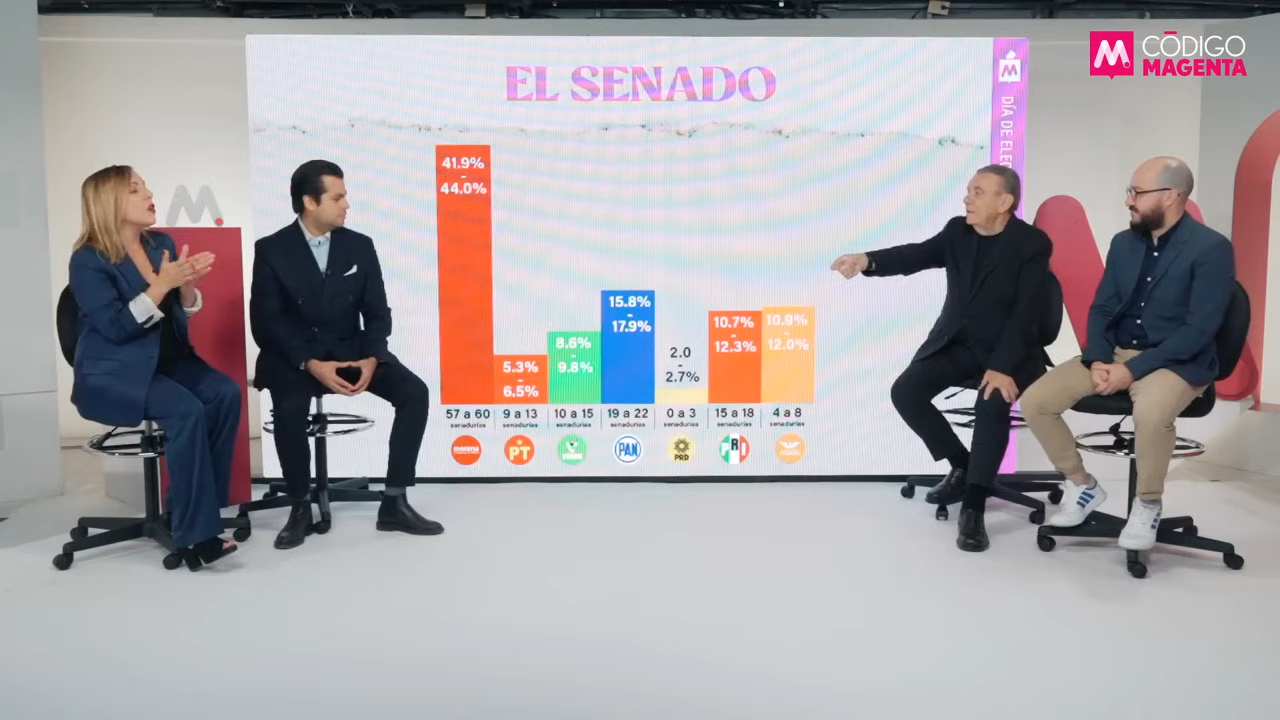 CÓDIGO
MAGENTA
M
EL SENADO
DÍA DE ELEC
41.9%
-
44.0%
5.3%
-
6.5%
8.6%
-
9.8%
15.8%
-
17.9%
2.0
-
2.7%
10.7%
-
12.3%
10.9%
-
12.0%
57 a 60 9 a 13 10 a 15 19 a 22 0 a 3 15 a 18 4 a 8
senadurías senadurías senadurías senadurías senadurías senadurías senadurías
morena PT VERDE PAN PRD PRI